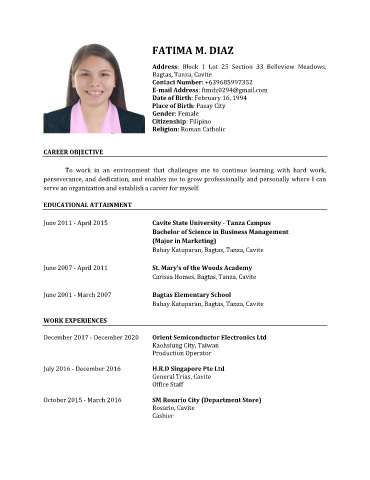 FATIMA M. DIAZ
Address: Block 1 Lot 25 Section 33 Belleview Meadows,
Bagtas, Tanza, Cavite
Contact Number: +639685997352
E-mail Address: ftmdz0294@gmail.com
Date of Birth: February 16, 1994
Place of Birth: Pasay City
Gender: Female
Citizenship: Filipino
Religion: Roman Catholic
CAREER OBJECTIVE
To work in an environment that challenges me to continue learning with hard work,
perseverance, and dedication, and enables me to grow professionally and personally where I can
serve an organization and establish a career for myself.
EDUCATIONAL ATTAINMENT
June 2011 - April 2015 Cavite State University - Tanza Campus
Bachelor of Science in Business Management
(Major in Marketing)
Bahay Katuparan, Bagtas, Tanza, Cavite
June 2007 - April 2011 St. Mary's of the Woods Academy
Carissa Homes, Bagtas, Tanza, Cavite
June 2001 - March 2007 Bagtas Elementary School
Bahay Katuparan, Bagtas, Tanza, Cavite
WORK EXPERIENCES
December 2017 - December 2020 Orient Semiconductor Electronics Ltd
Kaohsiung City, Taiwan
Production Operator
July 2016 - December 2016 H.R.D Singapore Pte Ltd
General Trias, Cavite
Office Staff
October 2015 - March 2016 SM Rosario City (Department Store)
Rosario, Cavite
Cashier